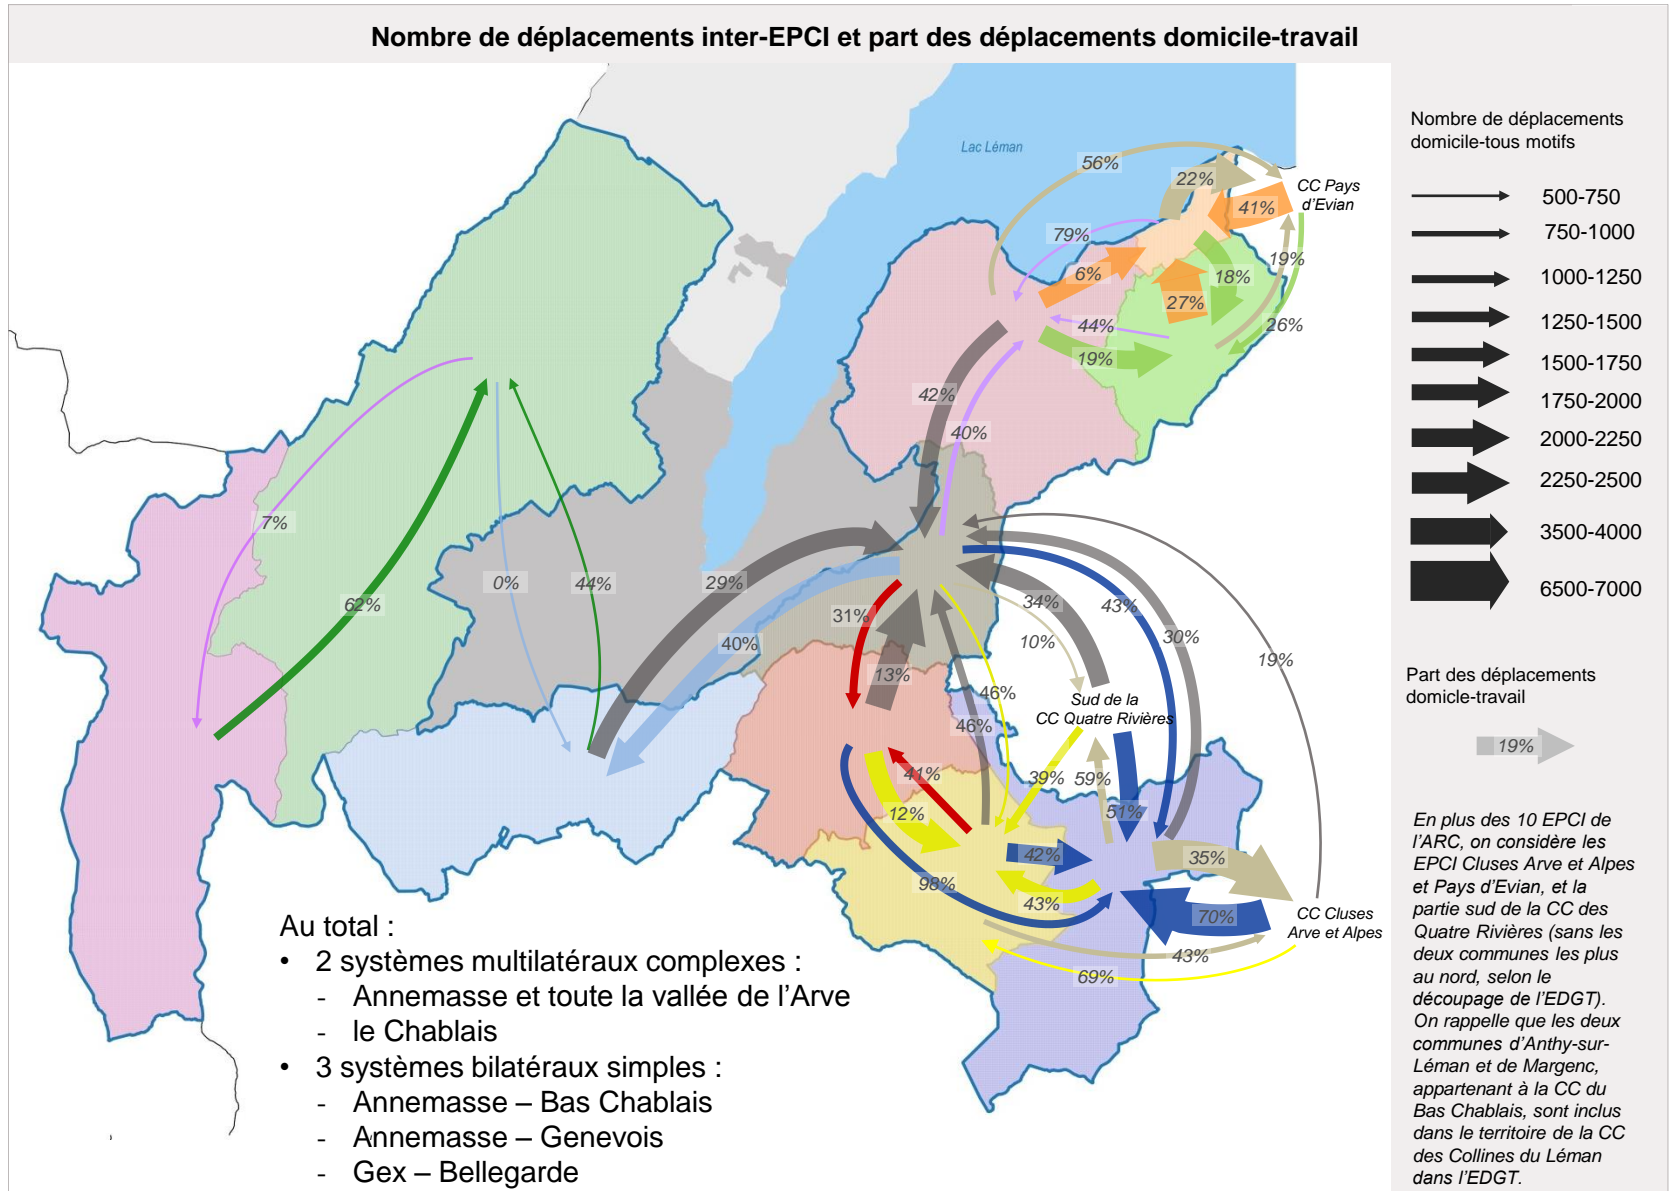 Nombre de déplacements inter-EPCI et part des déplacements domicile-travail
Lac Léman
56%
22%
CC Pays
d'Evian
41%
79%
6%
18%
19%
27%
44%
26%
19%
42%
40%
7%
0%
44%
62%
29%
40%
31%
34%
43%
10%
30%
19%
13%
46%
46%
Sud de la
CC Quatre Rivières
41%
39%
59%
12%
51%
42%
35%
98%
43%
70%
CC Cluses
Arve et Alpes
43%
69%
Au total :
• 2 systèmes multilatéraux complexes :
- Annemasse et toute la vallée de l'Arve
- le Chablais
• 3 systèmes bilatéraux simples :
- Annemasse – Bas Chablais
- Annemasse – Genevois
- Gex – Bellegarde
Nombre de déplacements
domicile-tous motifs
500-750
750-1000
1000-1250
1250-1500
1500-1750
1750-2000
2000-2250
2250-2500
3500-4000
6500-7000
Part des déplacements
domicle-travail
19%
En plus des 10 EPCI de
l'ARC, on considère les
EPCI Cluses Arve et Alpes
et Pays d'Evian, et la
partie sud de la CC des
Quatre Rivières (sans les
deux communes les plus
au nord, selon le
découpage de l'EDGT).
On rappelle que les deux
communes d'Anthy-sur-
Léman et de Margenc,
appartenant à la CC du
Bas Chablais, sont inclus
dans le territoire de la CC
des Collines du Léman
dans l'EDGT.